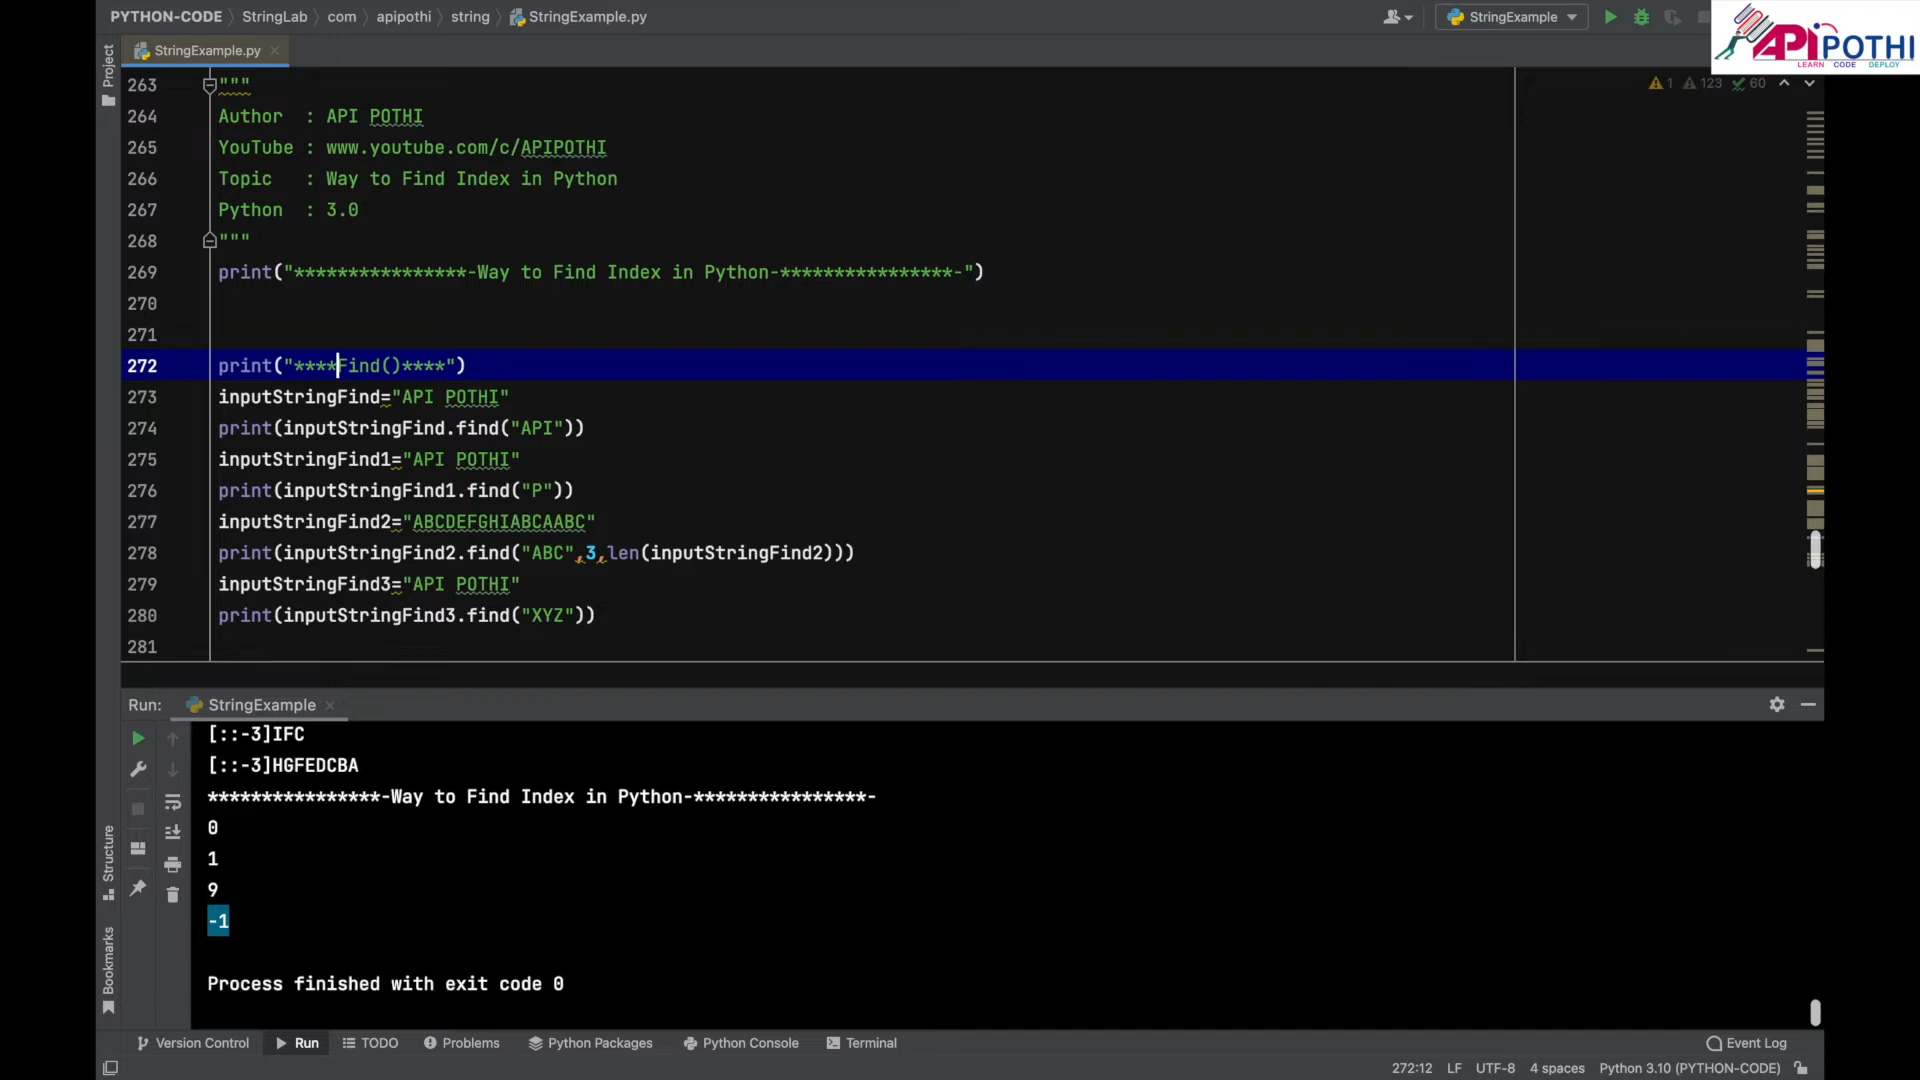 PYTHON-CODE StringLab com apipothi string StringExample.py
StringExample
APIPOTHI
LEARN CODE DEPLOY
Project
StringExample.py
1 123 60
263 """
264 Author  : API POTHI
265 YouTube : www.youtube.com/c/APIPOTHI
266 Topic   : Way to Find Index in Python
267 Python  : 3.0
268 """
269 print("****************-Way to Find Index in Python-****************-")
270
271
272 print("****Find()****")
273 inputStringFind="API POTHI"
274 print(inputStringFind.find("API"))
275 inputStringFind1="API POTHI"
276 print(inputStringFind1.find("P"))
277 inputStringFind2="ABCDEFGHIABCAABC"
278 print(inputStringFind2.find("ABC",3,len(inputStringFind2)))
279 inputStringFind3="API POTHI"
280 print(inputStringFind3.find("XYZ"))
281
Run: StringExample
[::-3]IFC
[::-3]HGFEDCBA
****************-Way to Find Index in Python-****************-
0
1
9
-1
Process finished with exit code 0
Structure
Bookmarks
Version Control Run TODO Problems Python Packages Python Console Terminal Event Log
272:12 LF UTF-8 4 spaces Python 3.10 (PYTHON-CODE)